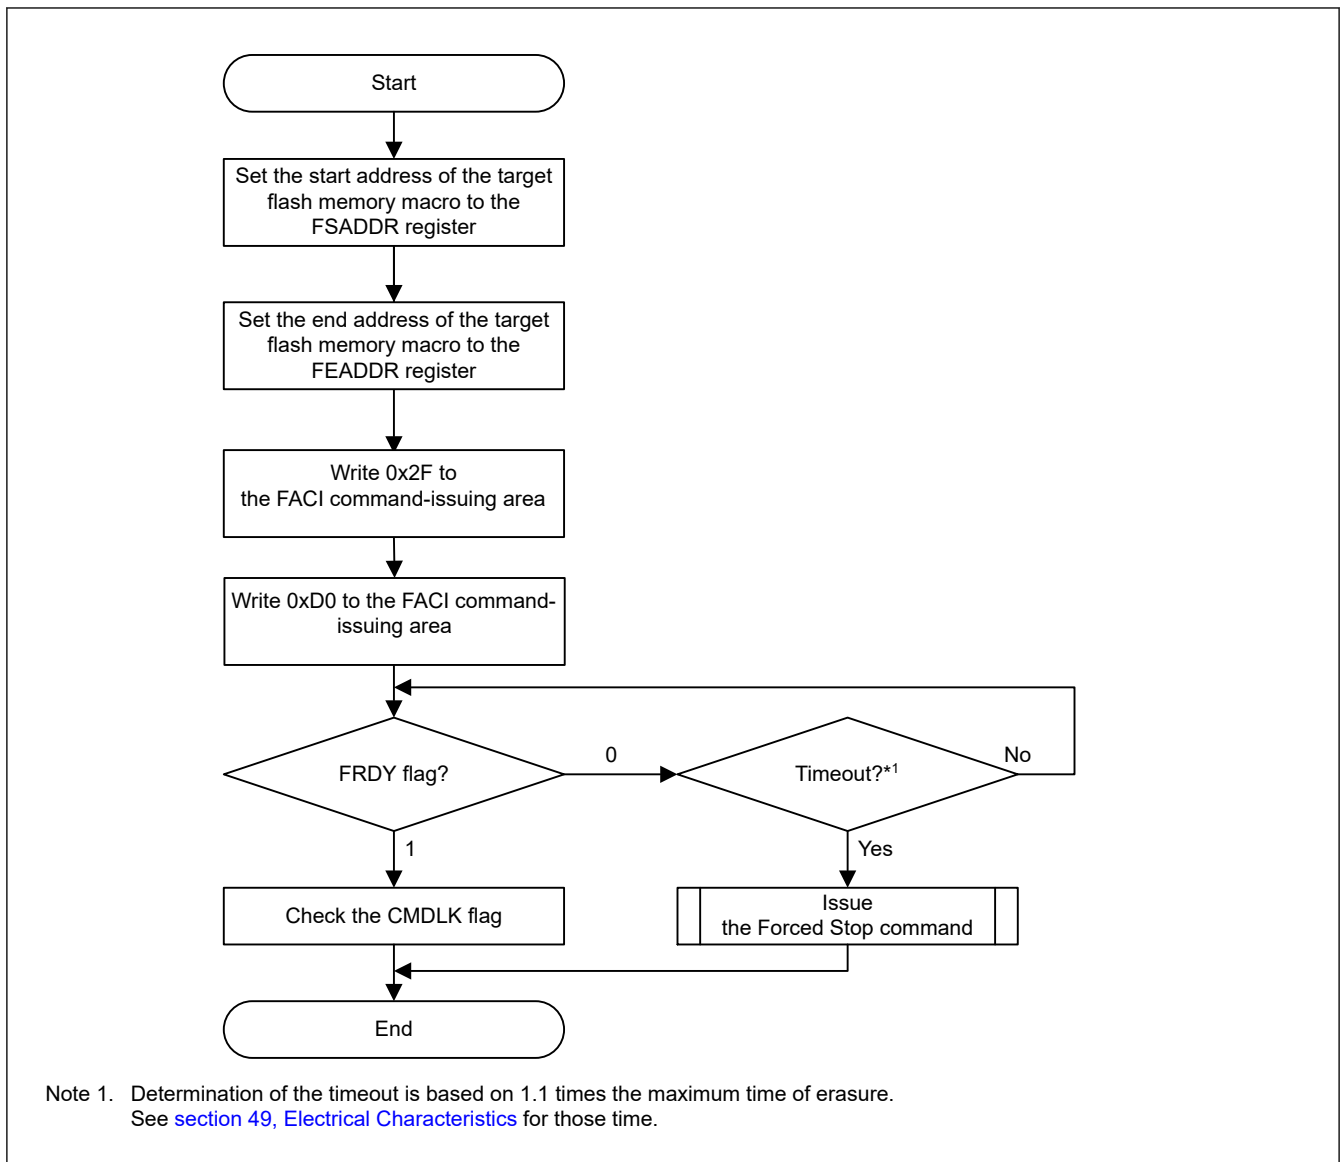 Start
Set the start address of the target
flash memory macro to the
FSADDR register
Set the end address of the target
flash memory macro to the
FEADDR register
Write 0x2F to
the FACI command-issuing area
Write 0xD0 to the FACI command-
issuing area
FRDY flag?
0
Timeout?*1
No
1
Yes
Check the CMDLK flag
Issue
the Forced Stop command
End
Note 1. Determination of the timeout is based on 1.1 times the maximum time of erasure.
See section 49, Electrical Characteristics for those time.